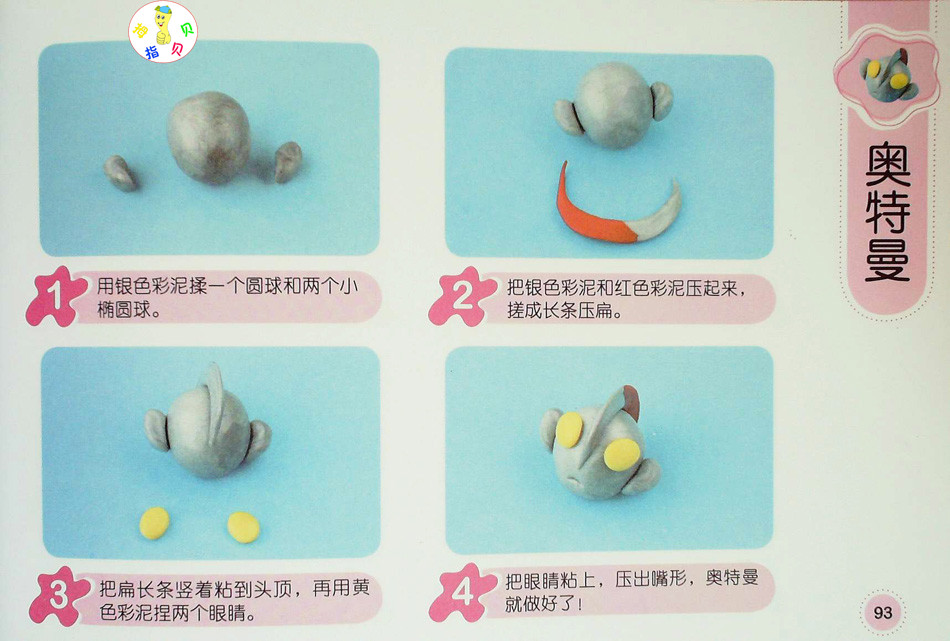 指贝贝
奥特曼
1
用银色彩泥揉一个圆球和两个小
椭圆球。
2
把银色彩泥和红色彩泥压起来，
搓成长条压扁。
3
把扁长条竖着粘到头顶，再用黄
色彩泥捏两个眼睛。
4
把眼睛粘上，压出嘴形，奥特曼
就做好了！
93